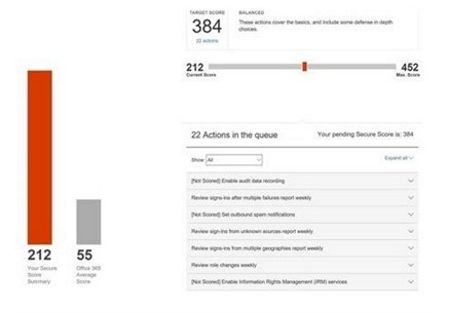 TARGET SCORE
384
22 actions
BALANCED
These actions cover the basics, and include some defense in depth
choices.
212
Current Score
452
Max. Score
22 Actions in the queue
Your pending Secure Score is: 384
Show
All
Expand all
[Not Scored] Enable audit data recording
Review signs-ins after multiple failures report weekly
[Not Scored] Set outbound spam notifications
Review sign-ins from unknown sources report weekly
Review signs-ins from multiple geographies report weekly
Review role changes weekly
[Not Scored] Enable Information Rights Management (IRM) services
212
Your Secure
Score
Summary
55
Office 365
Average
Score